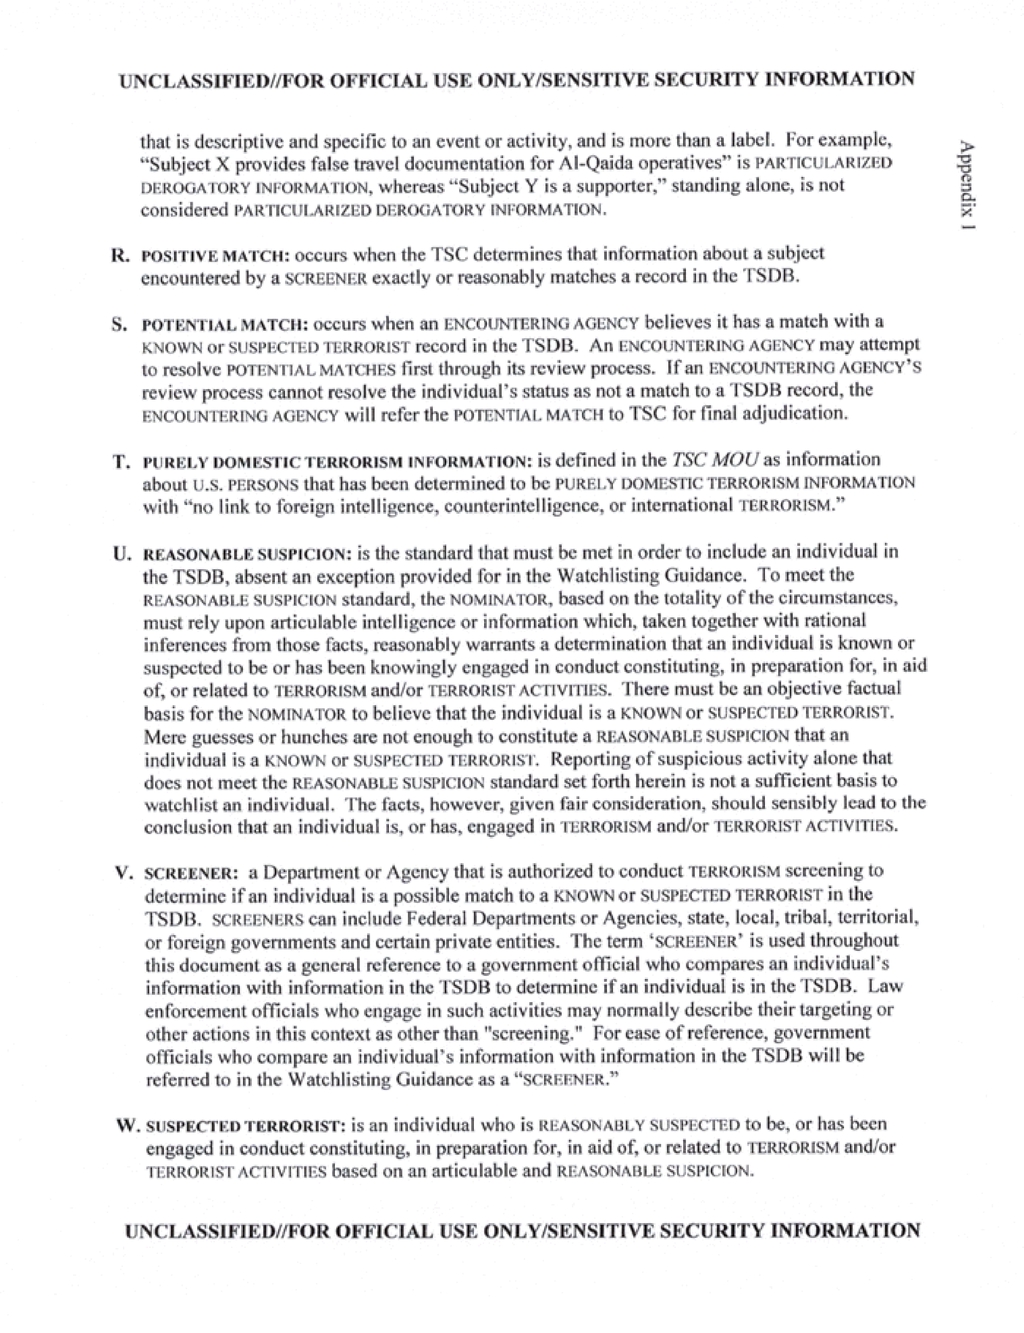 UNCLASSIFIED//FOR OFFICIAL USE ONLY/SENSITIVE SECURITY INFORMATION
Appendix 1
that is descriptive and specific to an event or activity, and is more than a label. For example,
“Subject X provides false travel documentation for Al-Qaida operatives” is PARTICULARIZED
DEROGATORY INFORMATION, whereas “Subject Y is a supporter,” standing alone, is not
considered PARTICULARIZED DEROGATORY INFORMATION.
R. POSITIVE MATCH: occurs when the TSC determines that information about a subject
encountered by a SCREENER exactly or reasonably matches a record in the TSDB.
S. POTENTIAL MATCH: occurs when an ENCOUNTERING AGENCY believes it has a match with a
KNOWN or SUSPECTED TERRORIST record in the TSDB. An ENCOUNTERING AGENCY may attempt
to resolve POTENTIAL MATCHES first through its review process. If an ENCOUNTERING AGENCY’S
review process cannot resolve the individual’s status as not a match to a TSDB record, the
ENCOUNTERING AGENCY will refer the POTENTIAL MATCH to TSC for final adjudication.
T. PURELY DOMESTIC TERRORISM INFORMATION: is defined in the TSC MOU as information
about U.S. PERSONS that has been determined to be PURELY DOMESTIC TERRORISM INFORMATION
with “no link to foreign intelligence, counterintelligence, or international TERRORISM.”
U. REASONABLE SUSPICION: is the standard that must be met in order to include an individual in
the TSDB, absent an exception provided for in the Watchlisting Guidance. To meet the
REASONABLE SUSPICION standard, the NOMINATOR, based on the totality of the circumstances,
must rely upon articulable intelligence or information which, taken together with rational
inferences from those facts, reasonably warrants a determination that an individual is known or
suspected to be or has been knowingly engaged in conduct constituting, in preparation for, in aid
of, or related to TERRORISM and/or TERRORIST ACTIVITIES. There must be an objective factual
basis for the NOMINATOR to believe that the individual is a KNOWN or SUSPECTED TERRORIST.
Mere guesses or hunches are not enough to constitute a REASONABLE SUSPICION that an
individual is a KNOWN or SUSPECTED TERRORIST. Reporting of suspicious activity alone that
does not meet the REASONABLE SUSPICION standard set forth herein is not a sufficient basis to
watchlist an individual. The facts, however, given fair consideration, should sensibly lead to the
conclusion that an individual is, or has, engaged in TERRORISM and/or TERRORIST ACTIVITIES.
V. SCREENER: a Department or Agency that is authorized to conduct TERRORISM screening to
determine if an individual is a possible match to a KNOWN or SUSPECTED TERRORIST in the
TSDB. SCREENERS can include Federal Departments or Agencies, state, local, tribal, territorial,
or foreign governments and certain private entities. The term ‘SCREENER’ is used throughout
this document as a general reference to a government official who compares an individual’s
information with information in the TSDB to determine if an individual is in the TSDB. Law
enforcement officials who engage in such activities may normally describe their targeting or
other actions in this context as other than "screening." For ease of reference, government
officials who compare an individual’s information with information in the TSDB will be
referred to in the Watchlisting Guidance as a “SCREENER.”
W. SUSPECTED TERRORIST: is an individual who is REASONABLY SUSPECTED to be, or has been
engaged in conduct constituting, in preparation for, in aid of, or related to TERRORISM and/or
TERRORIST ACTIVITIES based on an articulable and REASONABLE SUSPICION.
UNCLASSIFIED//FOR OFFICIAL USE ONLY/SENSITIVE SECURITY INFORMATION